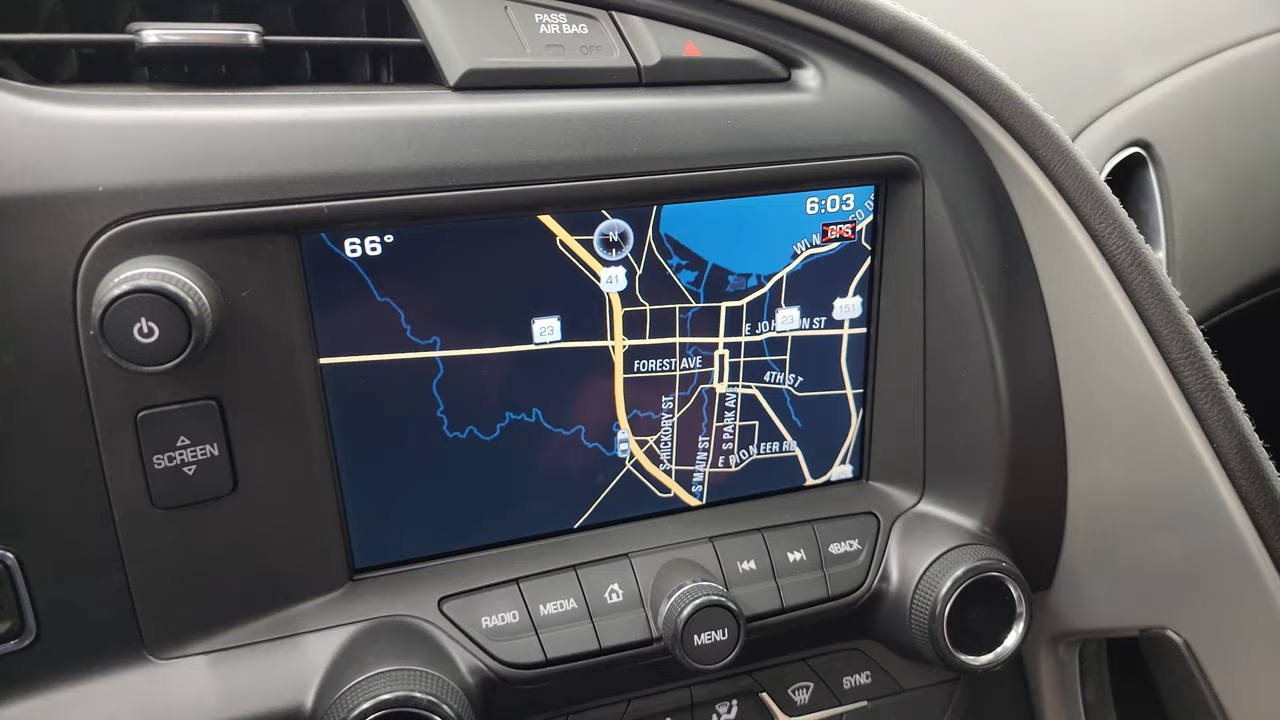 PASS
AIR BAG
OFF
6:03
66°
N
GPS
41
151
23
23
E JOHNSON ST
FOREST AVE
4TH ST
S HICKORY ST
S MAIN ST
S PARK AVE
E PIONEER RD
SCREEN
RADIO
MEDIA
MENU
BACK
SYNC